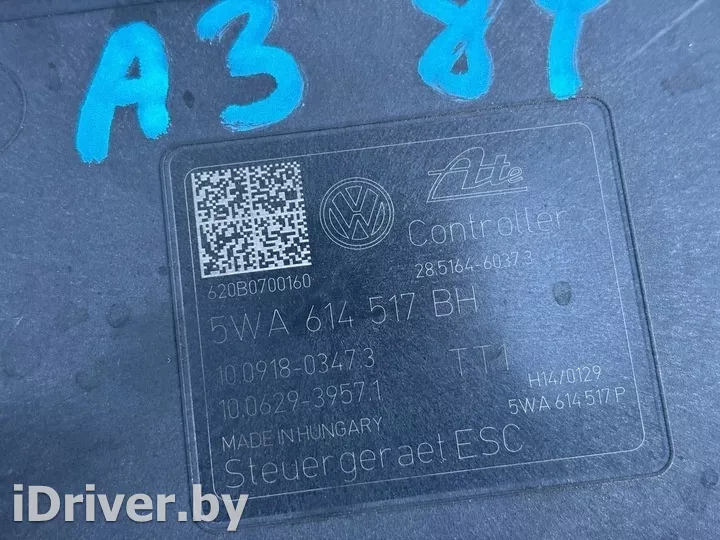 A3 8Y
Ate
Controller
28.5164-6037.3
620B0700160
5WA 614 517 BH
10.0918-0347.3
TT1
H14/0129
10.0629-3957.1
5WA 614 517 P
MADE IN HUNGARY
Steuergeraet ESC
iDriver.by